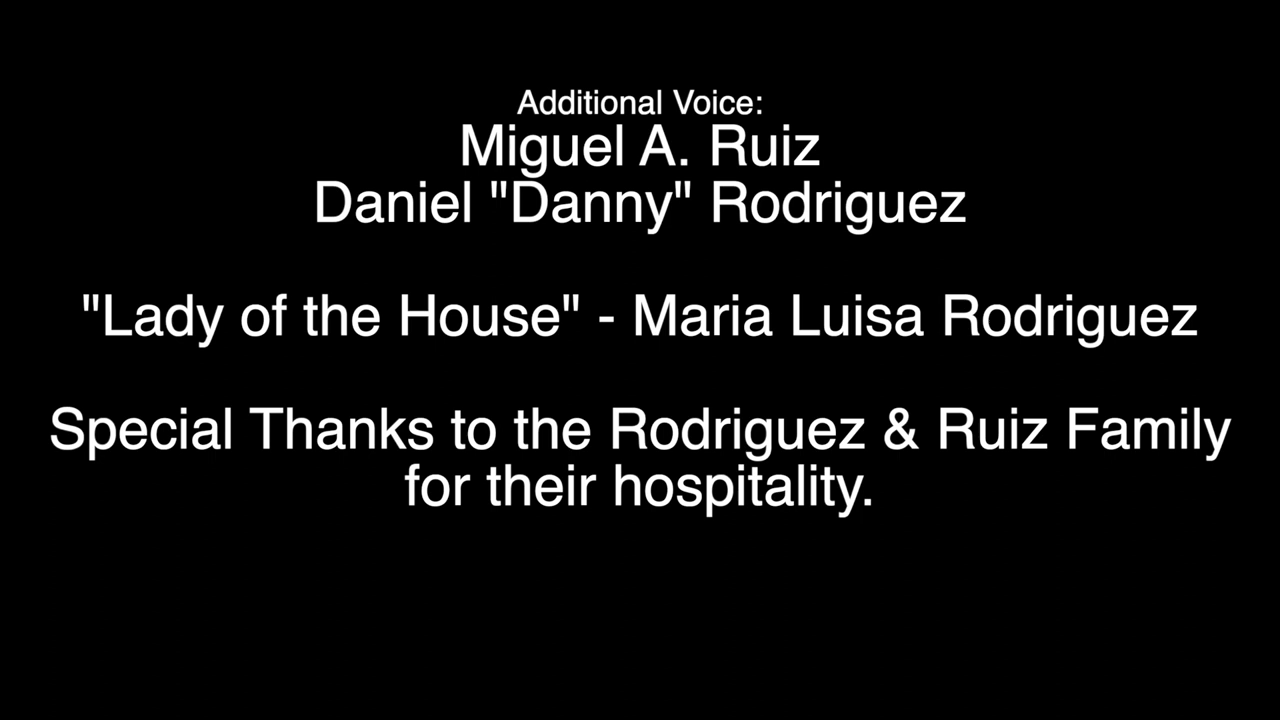 Additional Voice:
Miguel A. Ruiz
Daniel "Danny" Rodriguez
"Lady of the House" - Maria Luisa Rodriguez
Special Thanks to the Rodriguez & Ruiz Family
for their hospitality.